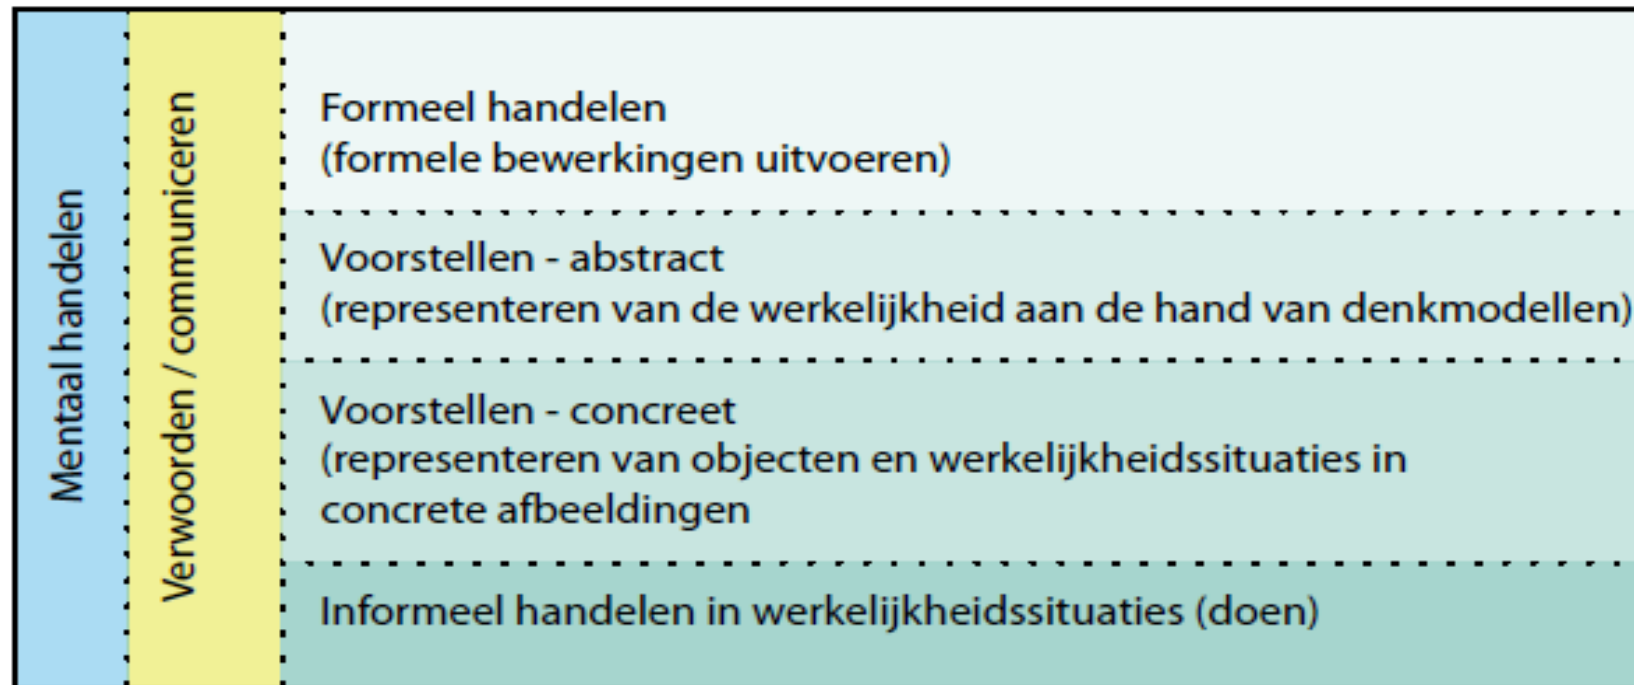 Mentaal handelen
Verwoorden / communiceren
Formeel handelen
(formele bewerkingen uitvoeren)
Voorstellen - abstract
(representeren van de werkelijkheid aan de hand van denkmodellen)
Voorstellen - concreet
(representeren van objecten en werkelijkheidssituaties in
concrete afbeeldingen
Informeel handelen in werkelijkheidssituaties (doen)